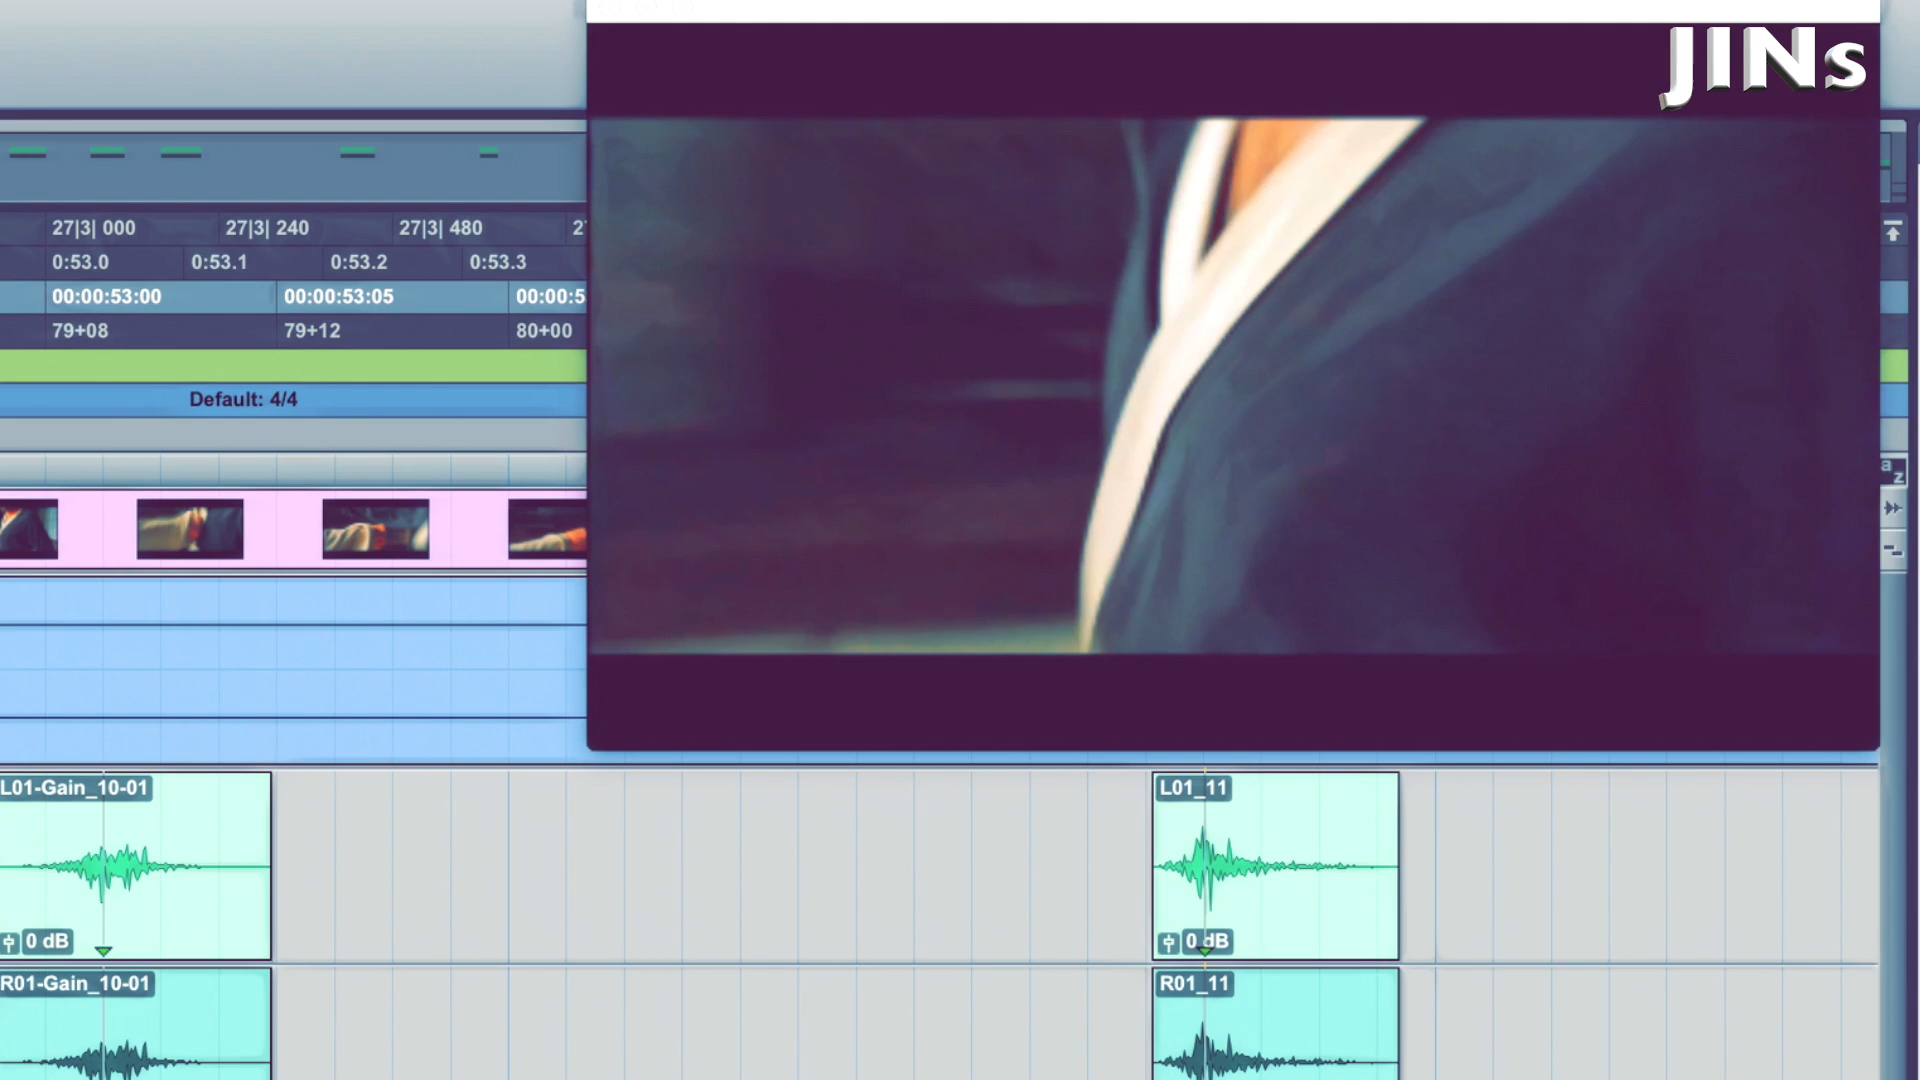 JINs
27|3| 000 27|3| 240 27|3| 480
0:53.0 0:53.1 0:53.2 0:53.3
00:00:53:00 00:00:53:05 00:00:5
79+08 79+12 80+00
Default: 4/4
a
z
L01-Gain_10-01 L01_11
0 dB 0 dB
R01-Gain_10-01 R01_11